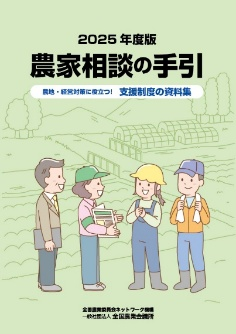 2025年度版
農家相談の手引
農地・経営対策に役立つ! 支援制度の資料集
全国農業委員会ネットワーク機構
一般社団法人 全国農業会議所